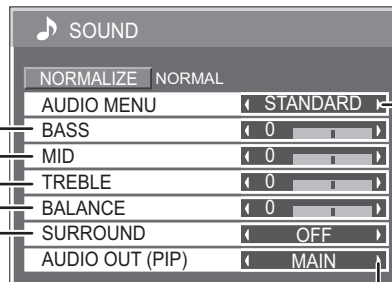 SOUND
NORMALIZE NORMAL
AUDIO MENU STANDARD
BASS 0
MID 0
TREBLE 0
BALANCE 0
SURROUND OFF
AUDIO OUT (PIP) MAIN